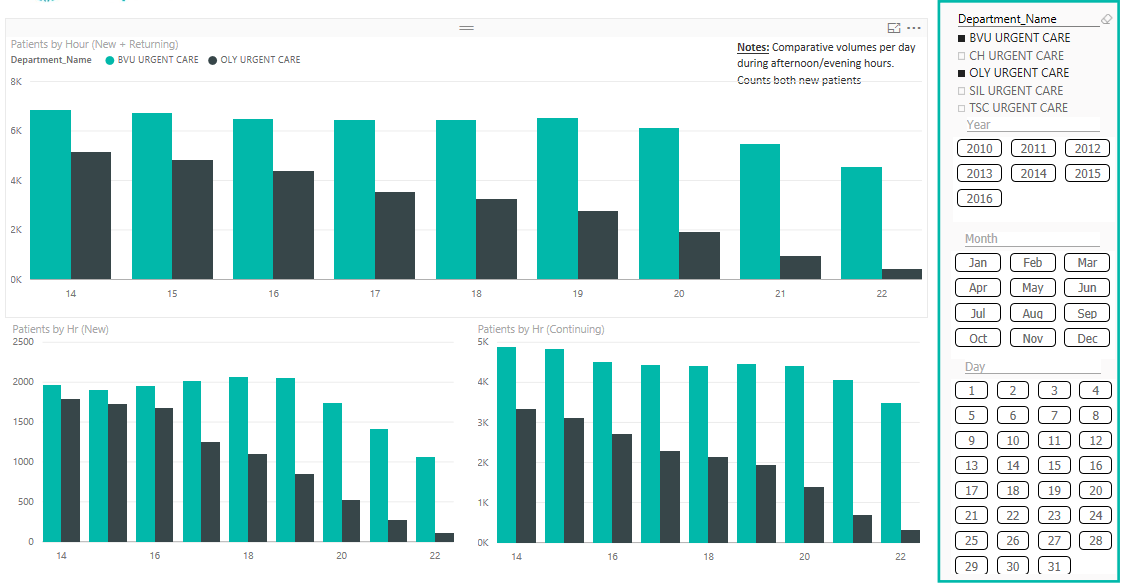 Patients by Hour (New + Returning)
Department_Name BVU URGENT CARE OLY URGENT CARE
Notes: Comparative volumes per day
during afternoon/evening hours.
Counts both new patients
8K
6K
4K
2K
0K
14 15 16 17 18 19 20 21 22
Patients by Hr (New)
2500
2000
1500
1000
500
0
14 16 18 20 22
Patients by Hr (Continuing)
5K
4K
3K
2K
1K
0K
14 16 18 20 22
Department_Name
BVU URGENT CARE
CH URGENT CARE
OLY URGENT CARE
SIL URGENT CARE
TSC URGENT CARE
Year
2010 2011 2012
2013 2014 2015
2016
Month
Jan Feb Mar
Apr May Jun
Jul Aug Sep
Oct Nov Dec
Day
1 2 3 4
5 6 7 8
9 10 11 12
13 14 15 16
17 18 19 20
21 22 23 24
25 26 27 28
29 30 31